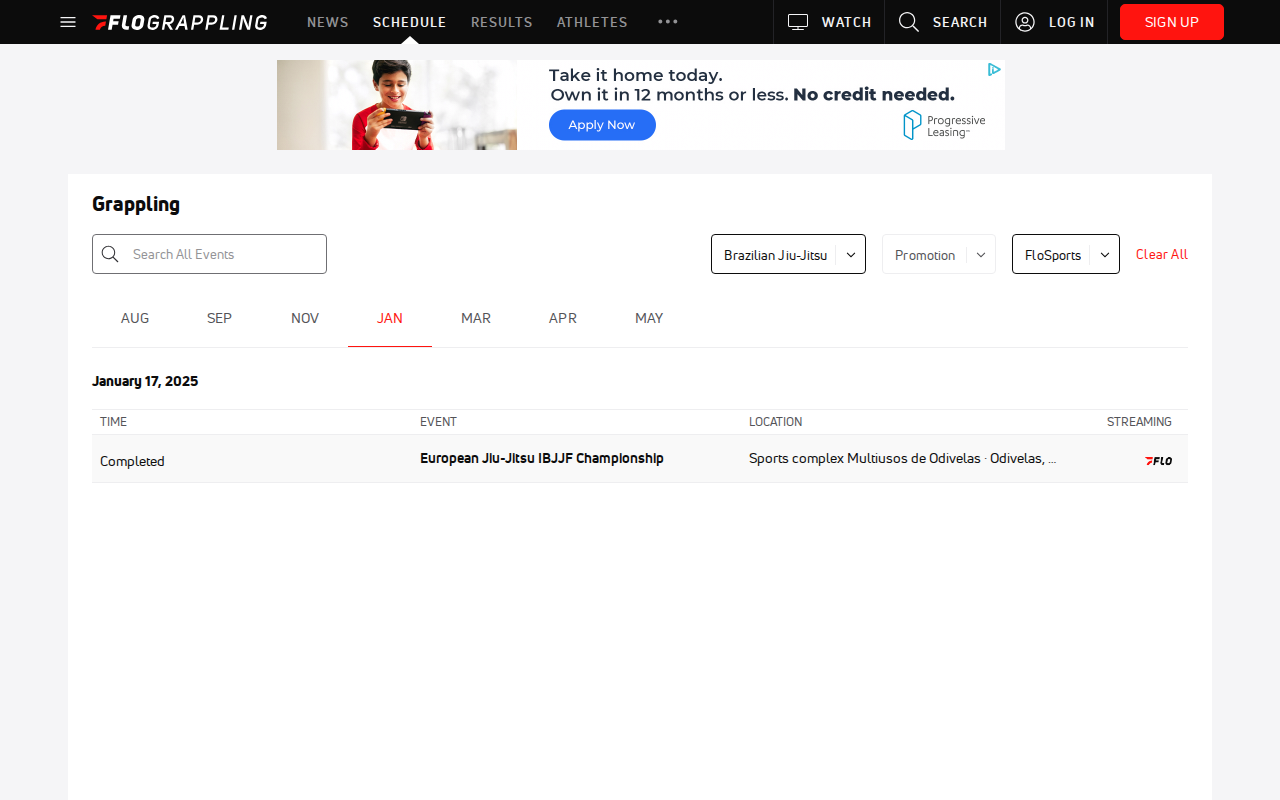 FLOGRAPPLING NEWS SCHEDULE RESULTS ATHLETES WATCH SEARCH LOG IN SIGN UP
Take it home today.
Own it in 12 months or less. No credit needed.
Apply Now
Progressive
Leasing
Grappling
Search All Events Brazilian Jiu-Jitsu Promotion FloSports Clear All
AUG SEP NOV JAN MAR APR MAY
January 17, 2025
TIME EVENT LOCATION STREAMING
Completed European Jiu-Jitsu IBJJF Championship Sports complex Multiusos de Odivelas · Odivelas, ... FLO